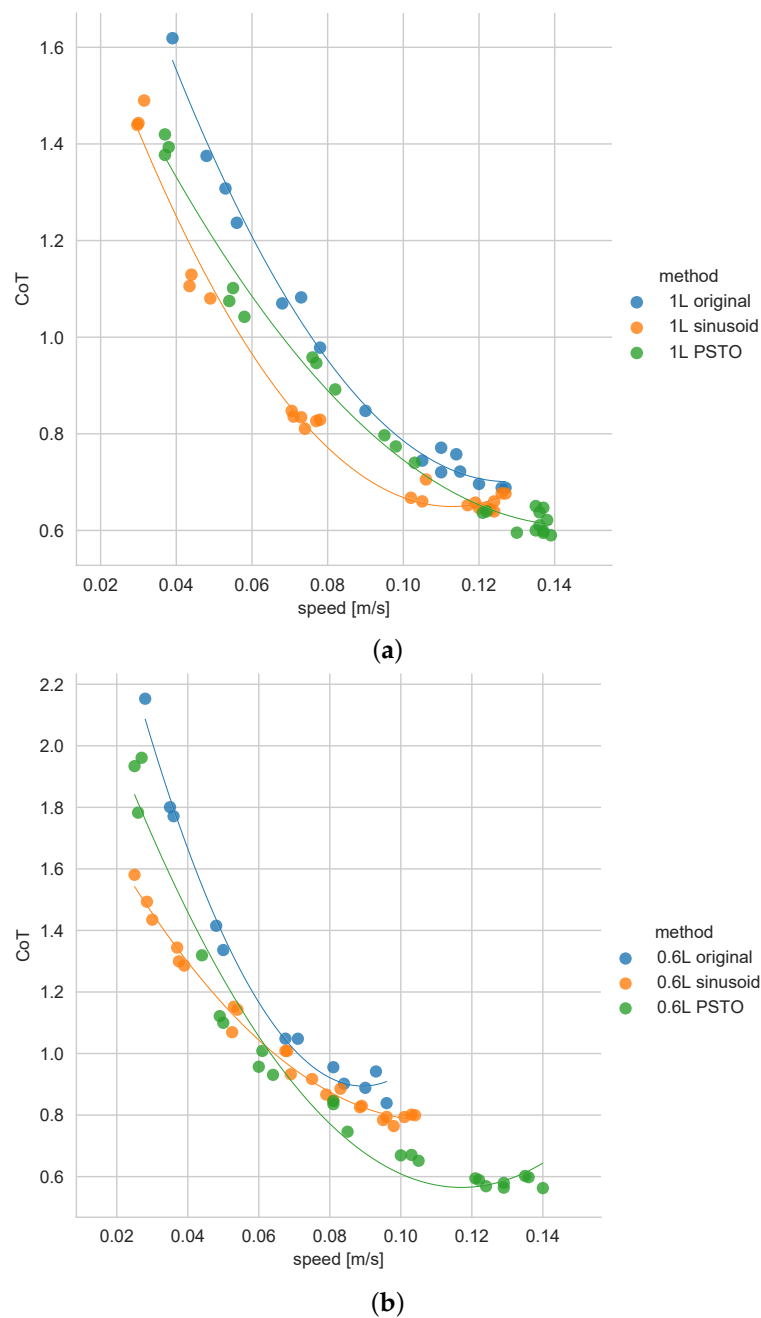 1.6
1.4
1.2
1.0
0.8
0.6
CoT
0.02 0.04 0.06 0.08 0.10 0.12 0.14
speed [m/s]
method
1L original
1L sinusoid
1L PSTO
(a)
2.2
2.0
1.8
1.6
1.4
1.2
1.0
0.8
0.6
CoT
0.02 0.04 0.06 0.08 0.10 0.12 0.14
speed [m/s]
method
0.6L original
0.6L sinusoid
0.6L PSTO
(b)